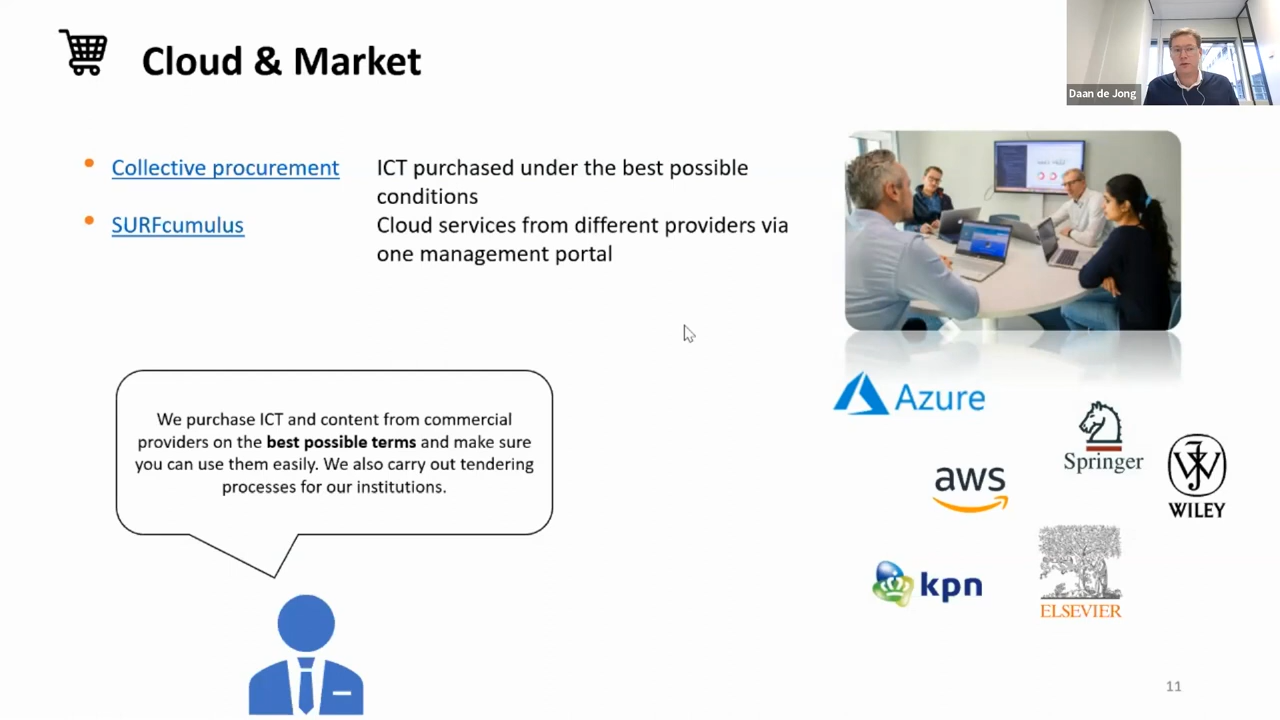 Cloud & Market
Daan de Jong
Collective procurement
ICT purchased under the best possible
conditions
SURFcumulus
Cloud services from different providers via
one management portal
We purchase ICT and content from commercial
providers on the best possible terms and make sure
you can use them easily. We also carry out tendering
processes for our institutions.
Azure
Springer
aws
WILEY
kpn
ELSEVIER
11